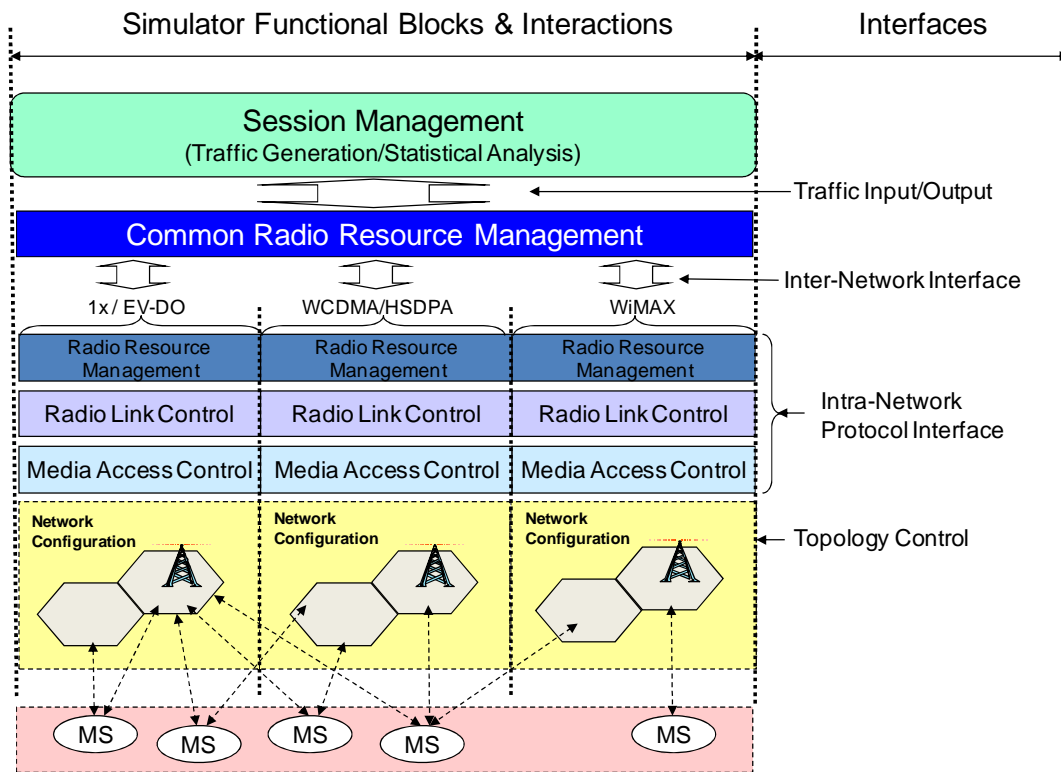 Simulator Functional Blocks & Interactions
Interfaces
Session Management
(Traffic Generation/Statistical Analysis)
Traffic Input/Output
Common Radio Resource Management
Inter-Network Interface
1x / EV-DO
WCDMA/HSDPA
WiMAX
Radio Resource
Management
Radio Resource
Management
Radio Resource
Management
Radio Link Control
Radio Link Control
Radio Link Control
Intra-Network
Protocol Interface
Media Access Control
Media Access Control
Media Access Control
Network
Configuration
Network
Configuration
Network
Configuration
Topology Control
MS
MS
MS
MS
MS